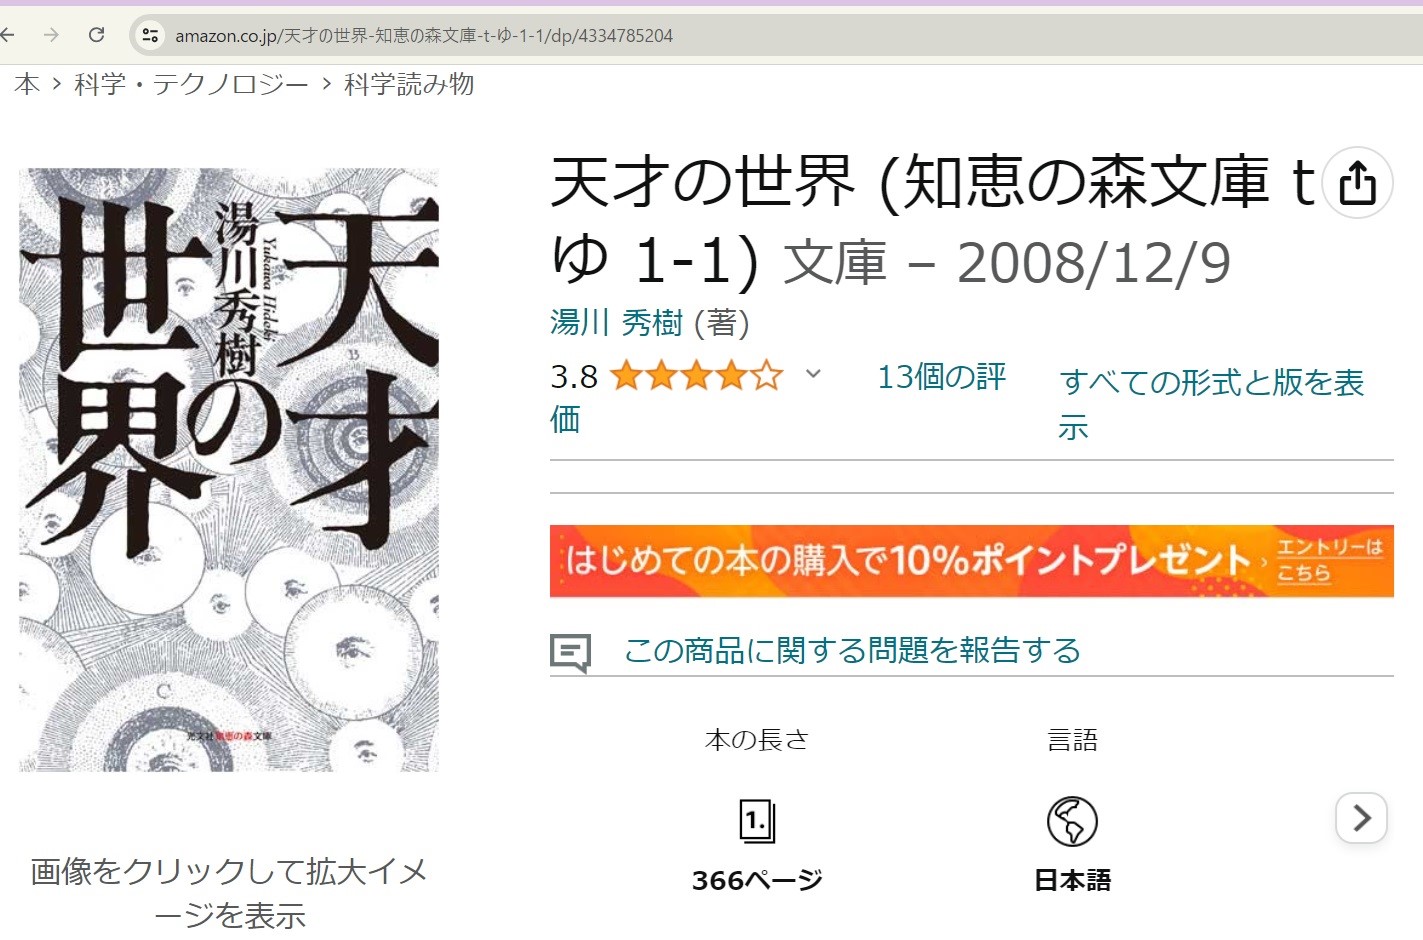 amazon.co.jp/天才の世界-知恵の森文庫-t-ゆ-1-1/dp/4334785204
本 › 科学・テクノロジー › 科学読み物
天才の
世界
湯川秀樹
Yukawa Hideki
B
C
光文社知恵の森文庫
画像をクリックして拡大イメ
ージを表示
天才の世界 (知恵の森文庫 t
ゆ 1-1) 文庫 – 2008/12/9
湯川 秀樹 (著)
3.8 13個の評
価
すべての形式と版を表
示
はじめての本の購入で10%ポイントプレゼント › エントリーは
こちら
この商品に関する問題を報告する
本の長さ
1.
366ページ
言語
日本語